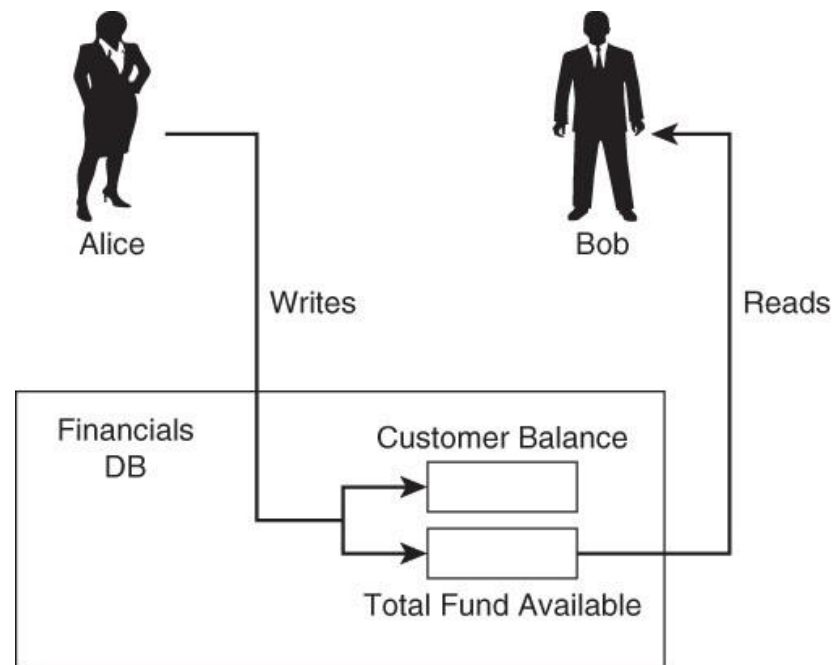 Alice
Bob
Writes
Reads
Financials
DB
Customer Balance
Total Fund Available